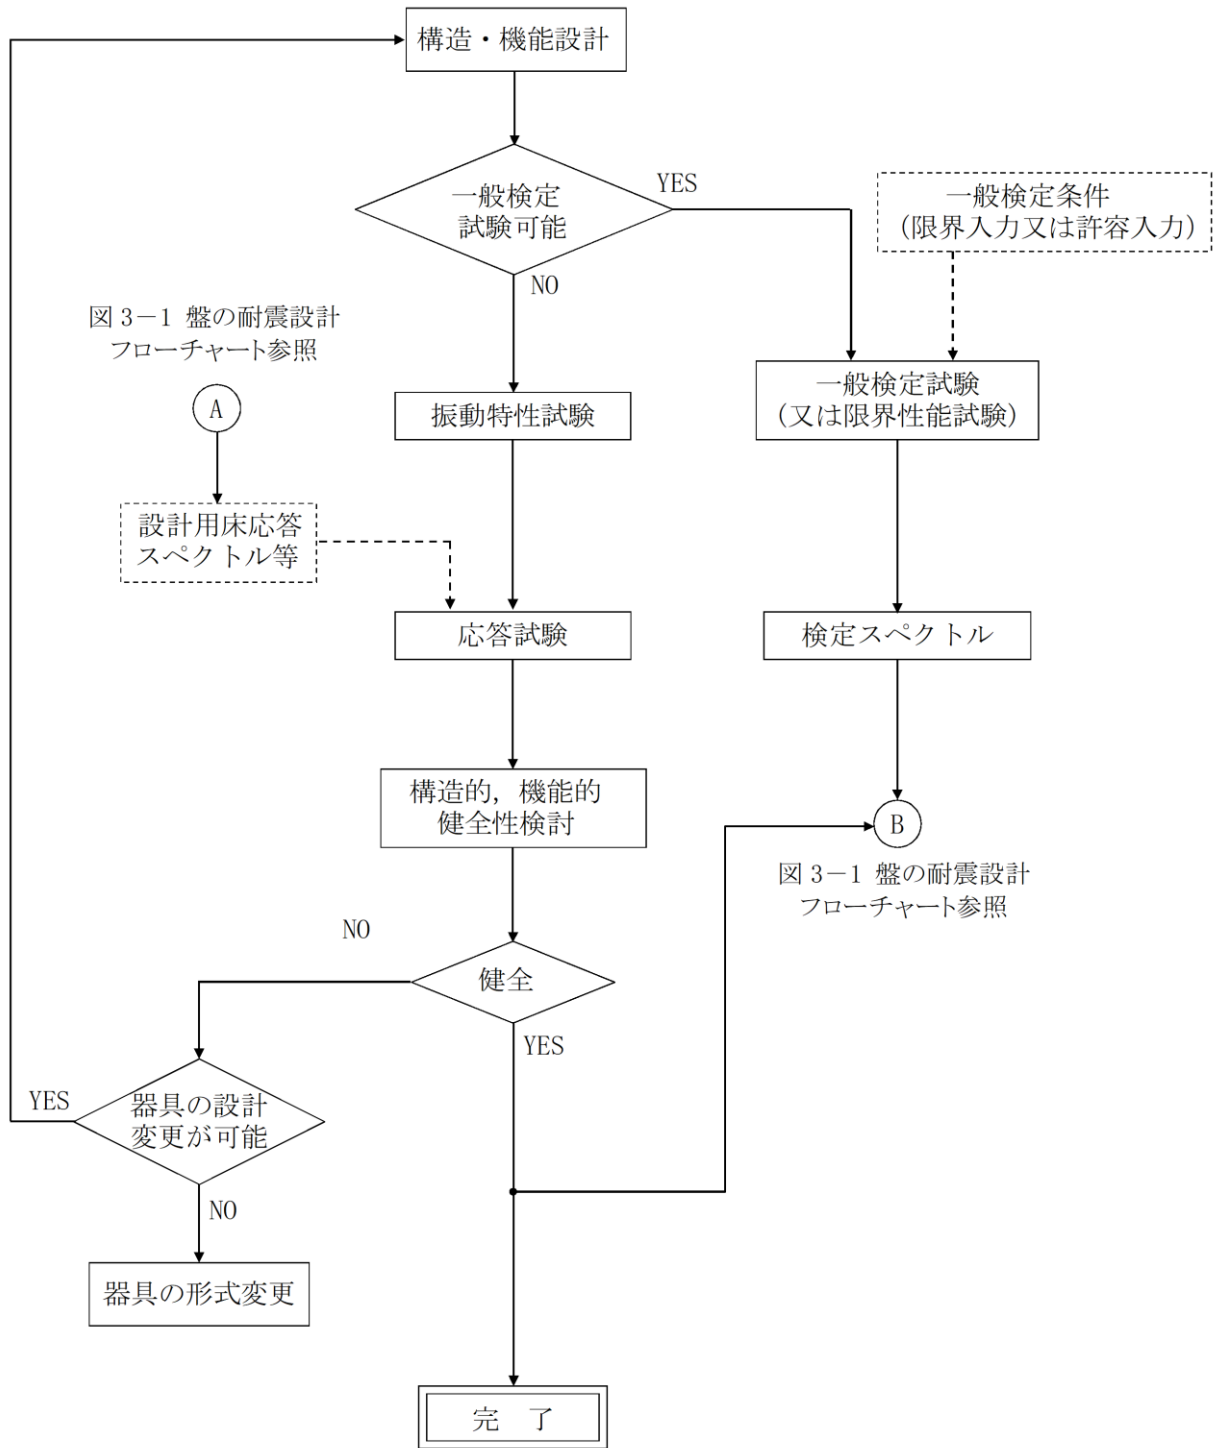 構造・機能設計
一般検定
試験可能
YES
NO
一般検定条件
(限界入力又は許容入力)
図 3－1 盤の耐震設計
フローチャート参照
A
設計用床応答
スペクトル等
振動特性試験
一般検定試験
(又は限界性能試験)
応答試験
検定スペクトル
構造的，機能的
健全性検討
B
図 3－1 盤の耐震設計
フローチャート参照
NO
健全
YES
YES
器具の設計
変更が可能
NO
器具の形式変更
完　了